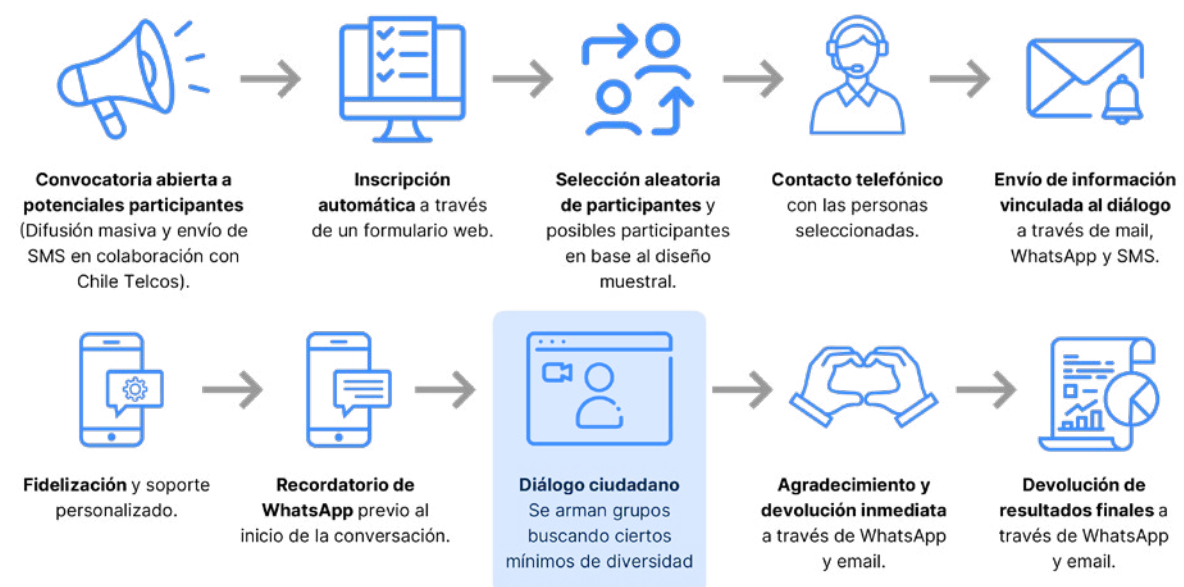 Convocatoria abierta a
potenciales participantes
(Difusión masiva y envío de
SMS en colaboración con
Chile Telcos).
Inscripción
automática a través
de un formulario web.
Selección aleatoria
de participantes y
posibles participantes
en base al diseño
muestral.
Contacto telefónico
con las personas
seleccionadas.
Envío de información
vinculada al diálogo
a través de mail,
WhatsApp y SMS.
Fidelización y soporte
personalizado.
Recordatorio de
WhatsApp previo al
inicio de la conversación.
Diálogo ciudadano
Se arman grupos
buscando ciertos
mínimos de diversidad
Agradecimiento y
devolución inmediata
a través de WhatsApp
y email.
Devolución de
resultados finales a
través de WhatsApp
y email.